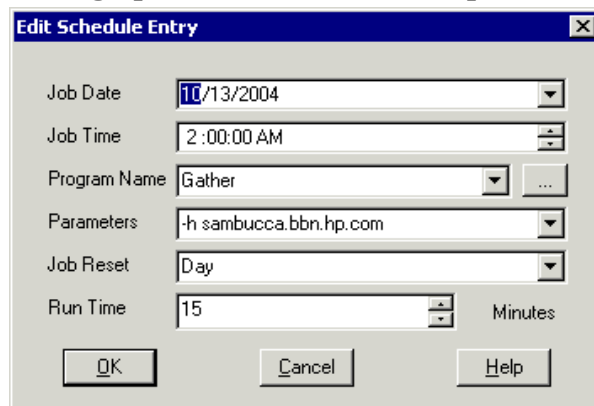 Edit Schedule Entry
Job Date 10/13/2004
Job Time 2 :00:00 AM
Program Name Gather ...
Parameters -h sambucca.bbn.hp.com
Job Reset Day
Run Time 15 Minutes
OK Cancel Help